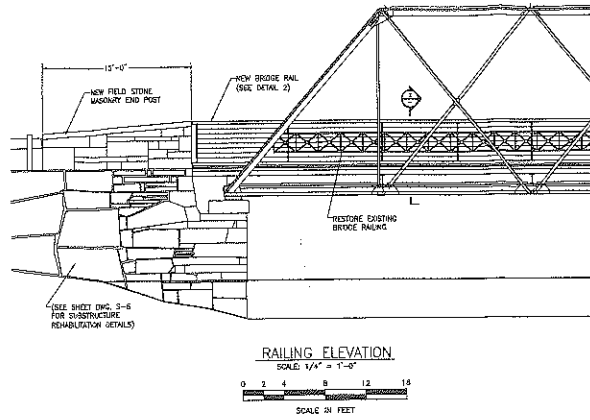 15'-0"
NEW FIELD STONE
MASONRY END POST
NEW BRIDGE RAIL
(SEE DETAIL 2)
RESTORE EXISTING
BRIDGE RAILING
(SEE SHEET DWG. S-6
FOR SUBSTRUCTURE
REHABILITATION DETAILS)
RAILING ELEVATION
SCALE: 1/4" = 1'-0"
0 2 4 8 12 16
SCALE IN FEET